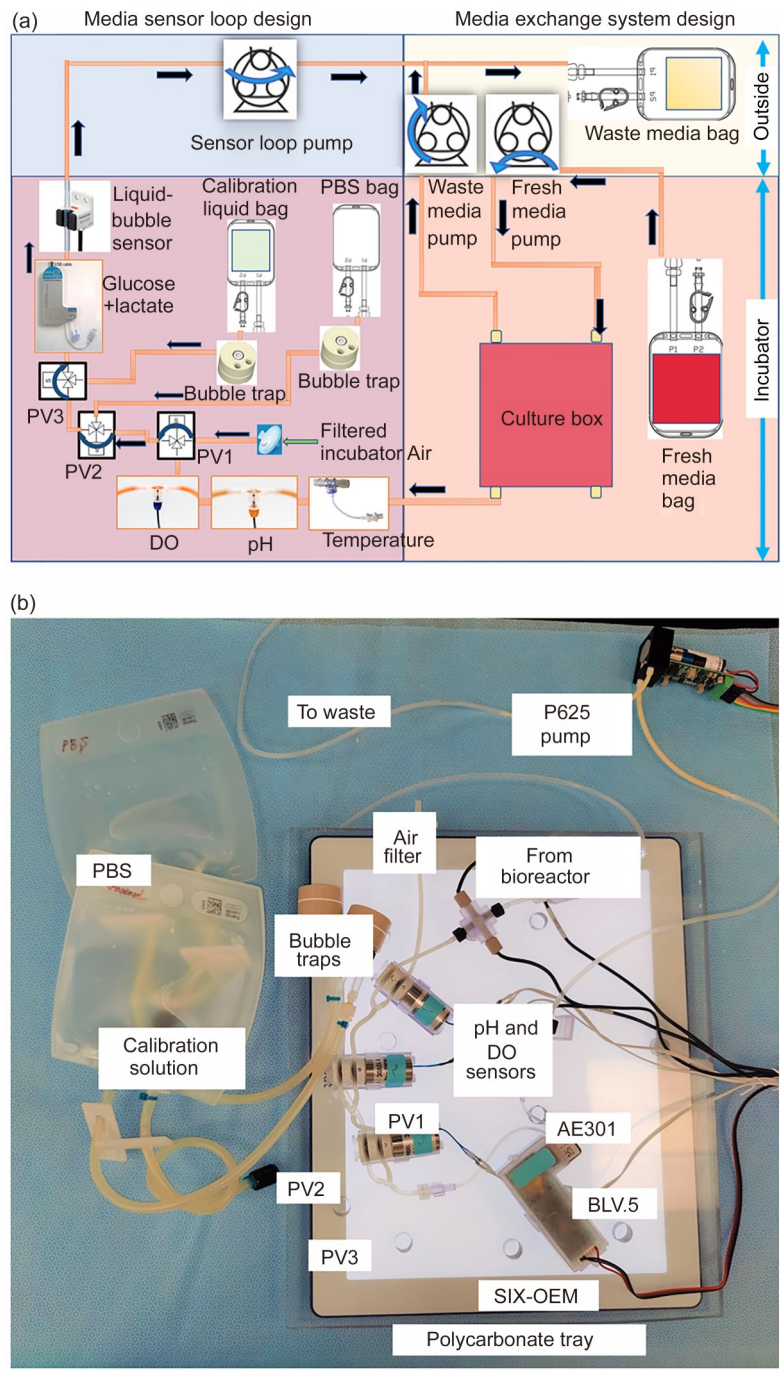 (a)
Media sensor loop design
Media exchange system design
Sensor loop pump
Waste media bag
Outside
Liquid-
bubble
sensor
Calibration
liquid bag
PBS bag
Waste
media
pump
Fresh
media
pump
Glucose
+lactate
Bubble trap
Bubble trap
P1 P2
Culture box
Incubator
PV3
PV2
PV1
Filtered
incubator Air
Fresh
media
bag
DO
pH
Temperature
(b)
To waste
P625
pump
PBS
PBS
Air
filter
From
bioreactor
Bubble
traps
Calibration
solution
pH and
DO
sensors
PV1
AE301
PV2
BLV.5
PV3
SIX-OEM
Polycarbonate tray